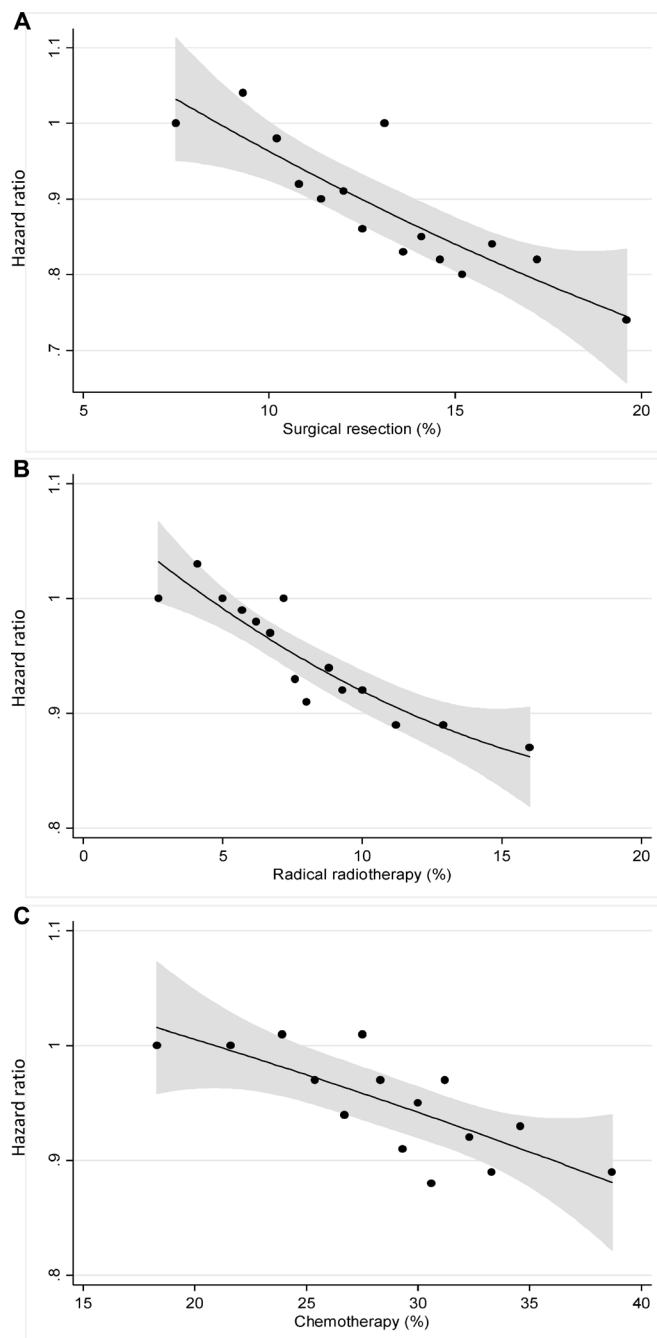 A
Hazard ratio
1.1
1
.9
.8
.7
5 10 15 20
Surgical resection (%)
B
Hazard ratio
1.1
1
.9
.8
0 5 10 15 20
Radical radiotherapy (%)
C
Hazard ratio
1.1
1
.9
.8
15 20 25 30 35 40
Chemotherapy (%)